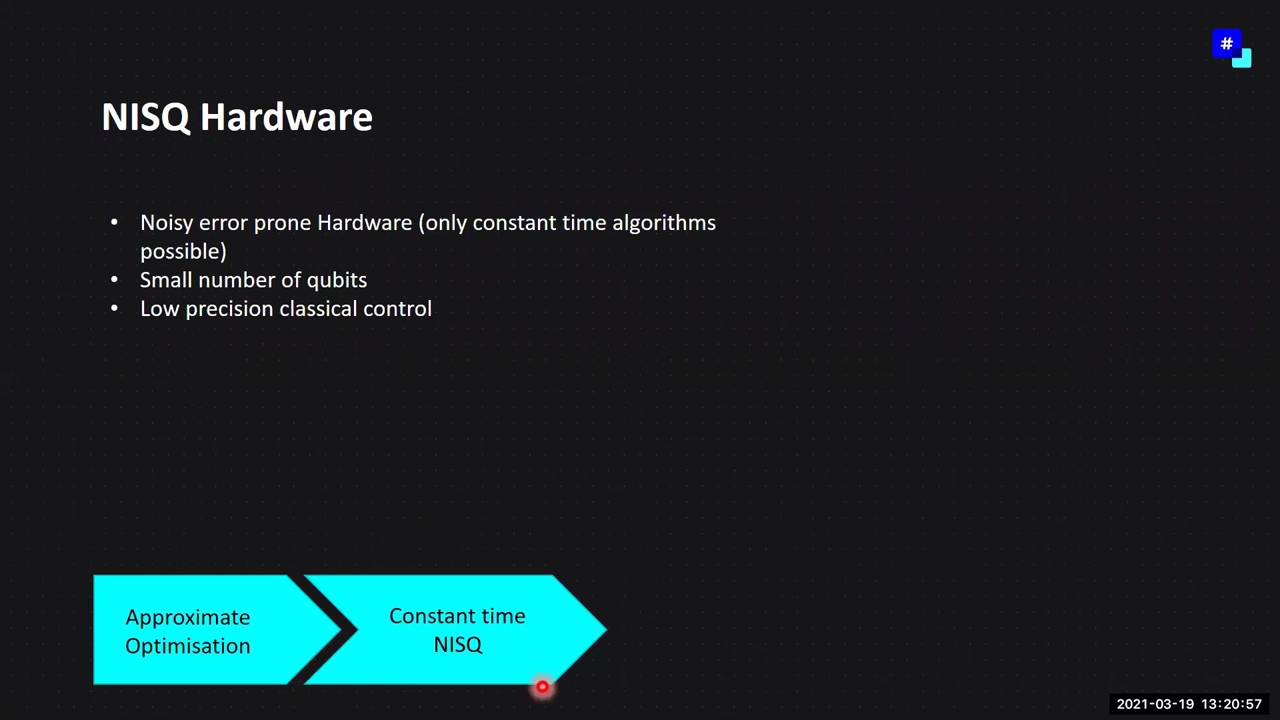 #
NISQ Hardware
• Noisy error prone Hardware (only constant time algorithms
possible)
• Small number of qubits
• Low precision classical control
Approximate
Optimisation
Constant time
NISQ
2021-03-19 13:20:57